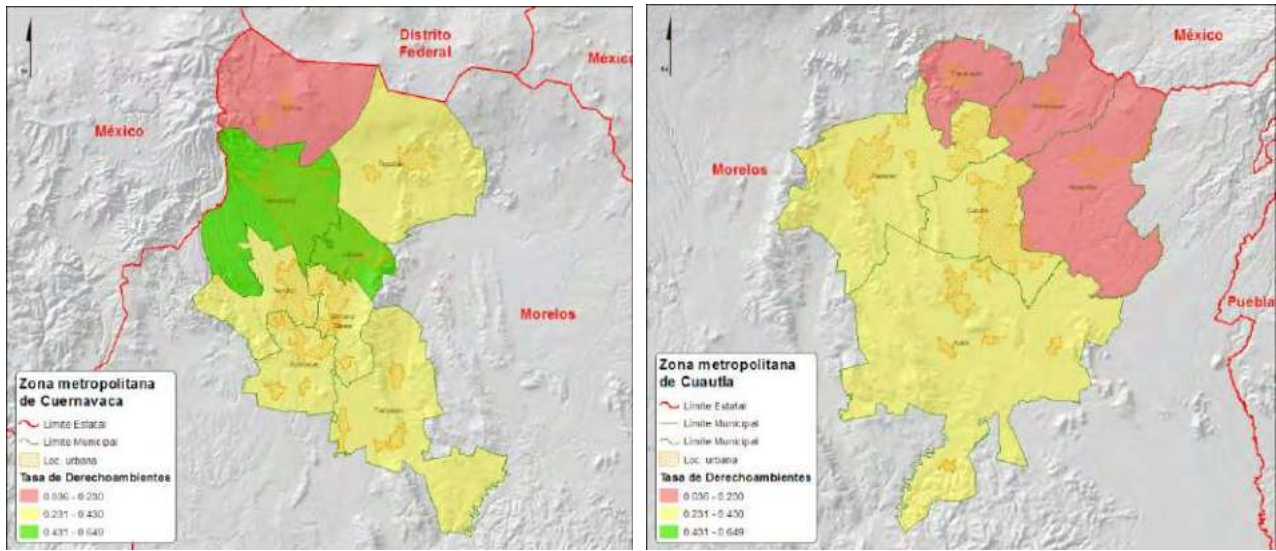 Distrito
Federal
México
México
Morelos
Zona metropolitana
de Cuernavaca
Límite Estatal
Límite Municipal
Loc. urbana
Tasa de Derechoambientes
0.036 - 0.230
0.231 - 0.430
0.431 - 0.649
México
Morelos
Cuautla
Ayala
Puebla
Zona metropolitana
de Cuautla
Límite Estatal
Límite Municipal
Límite Municipal
Loc. urbana
Tasa de Derechoambientes
0.036 - 0.230
0.231 - 0.430
0.431 - 0.649